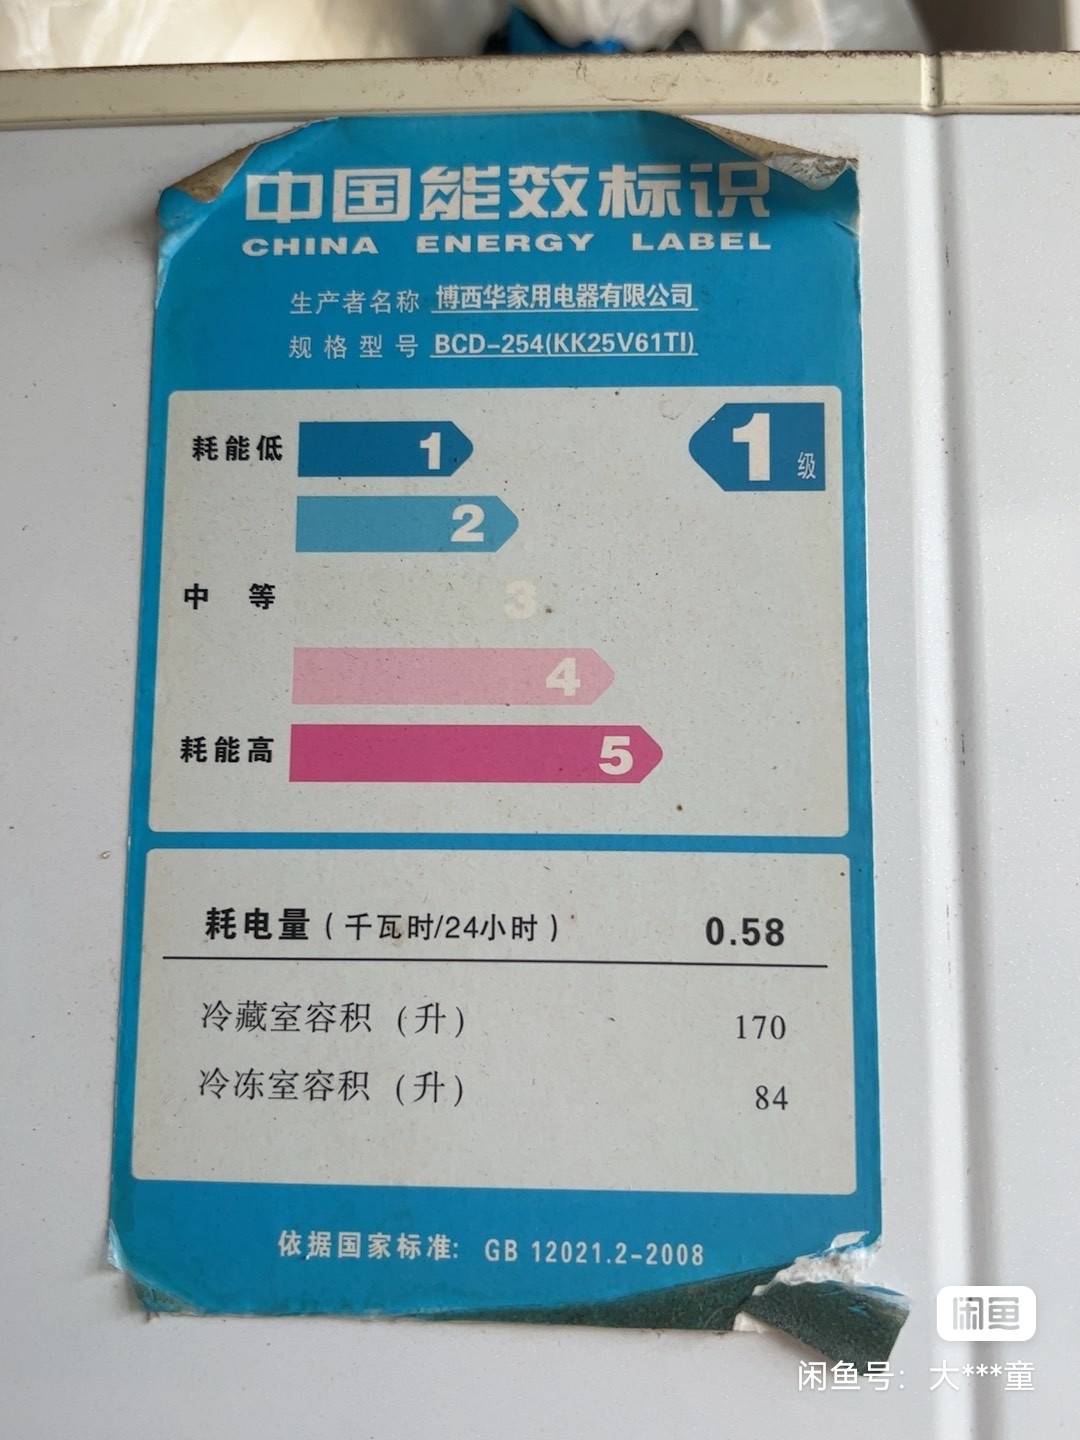 中国能效标识
CHINA ENERGY LABEL
生产者名称 博西华家用电器有限公司
规格型号 BCD-254(KK25V61TI)
耗能低 1 1级
2
中等 3
4
耗能高 5
耗电量(千瓦时/24小时) 0.58
冷藏室容积 (升) 170
冷冻室容积 (升) 84
依据国家标准: GB 12021.2-2008
闲鱼
闲鱼号: 大***童